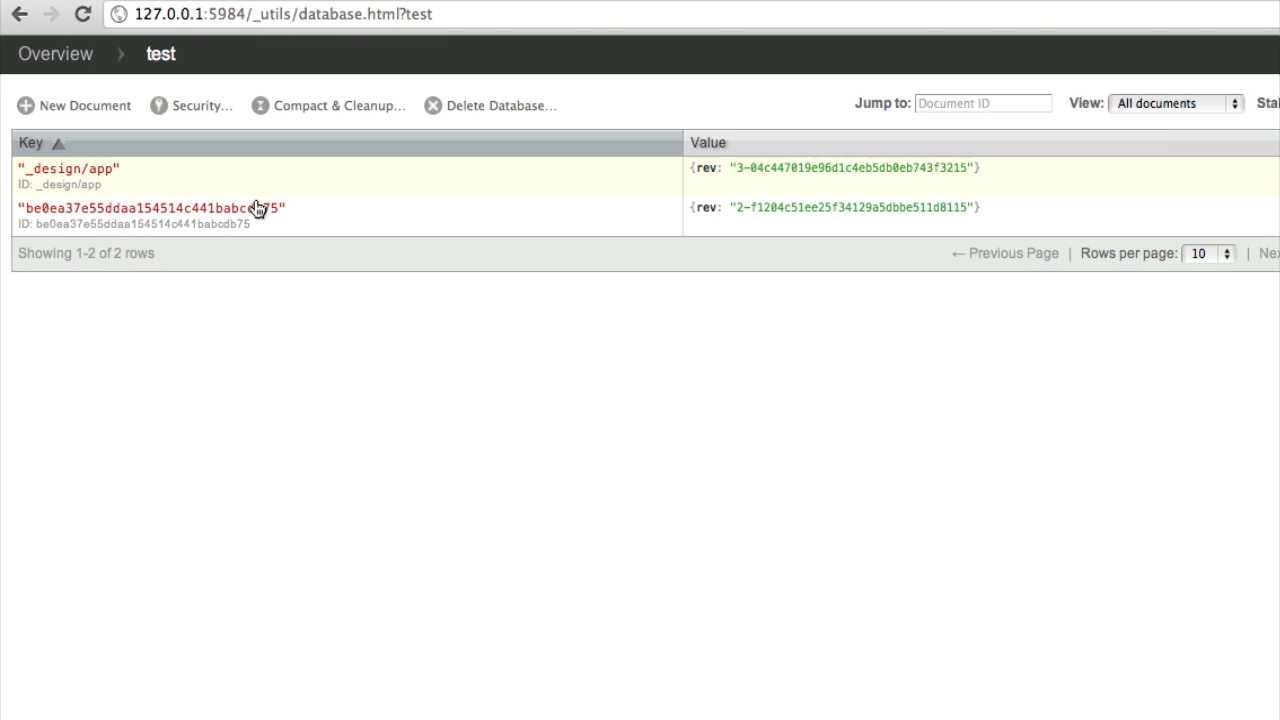 127.0.0.1:5984/_utils/database.html?test
Overview test
New Document Security... Compact & Cleanup... Delete Database... Jump to: Document ID View: All documents
Key Value
"_design/app" {rev: "3-04c447019e96d1c4eb5db0eb743f3215"}
ID: _design/app
{rev: "2-f1204c51ee25f34129a5dbbe511d8115"}
ID: be0ea37e55ddaa154514c441babcdb75
Showing 1-2 of 2 rows ← Previous Page | Rows per page: 10 |